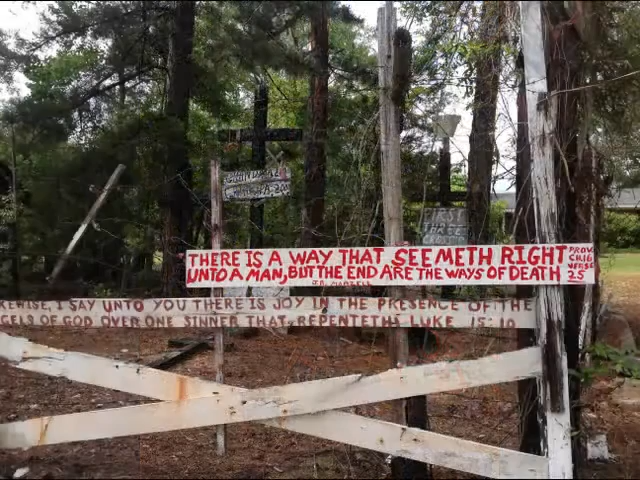 THERE IS A WAY THAT SEEMETH RIGHT
UNTO A MAN, BUT THE END ARE THE WAYS OF DEATH
PROV.
CH.16
VERSE
25
I SAY UNTO YOU THERE IS JOY IN THE PRESENCE OF THE
GELS OF GOD OVER ONE SINNER THAT REPENTETHS LUKE 15:10
FIRST